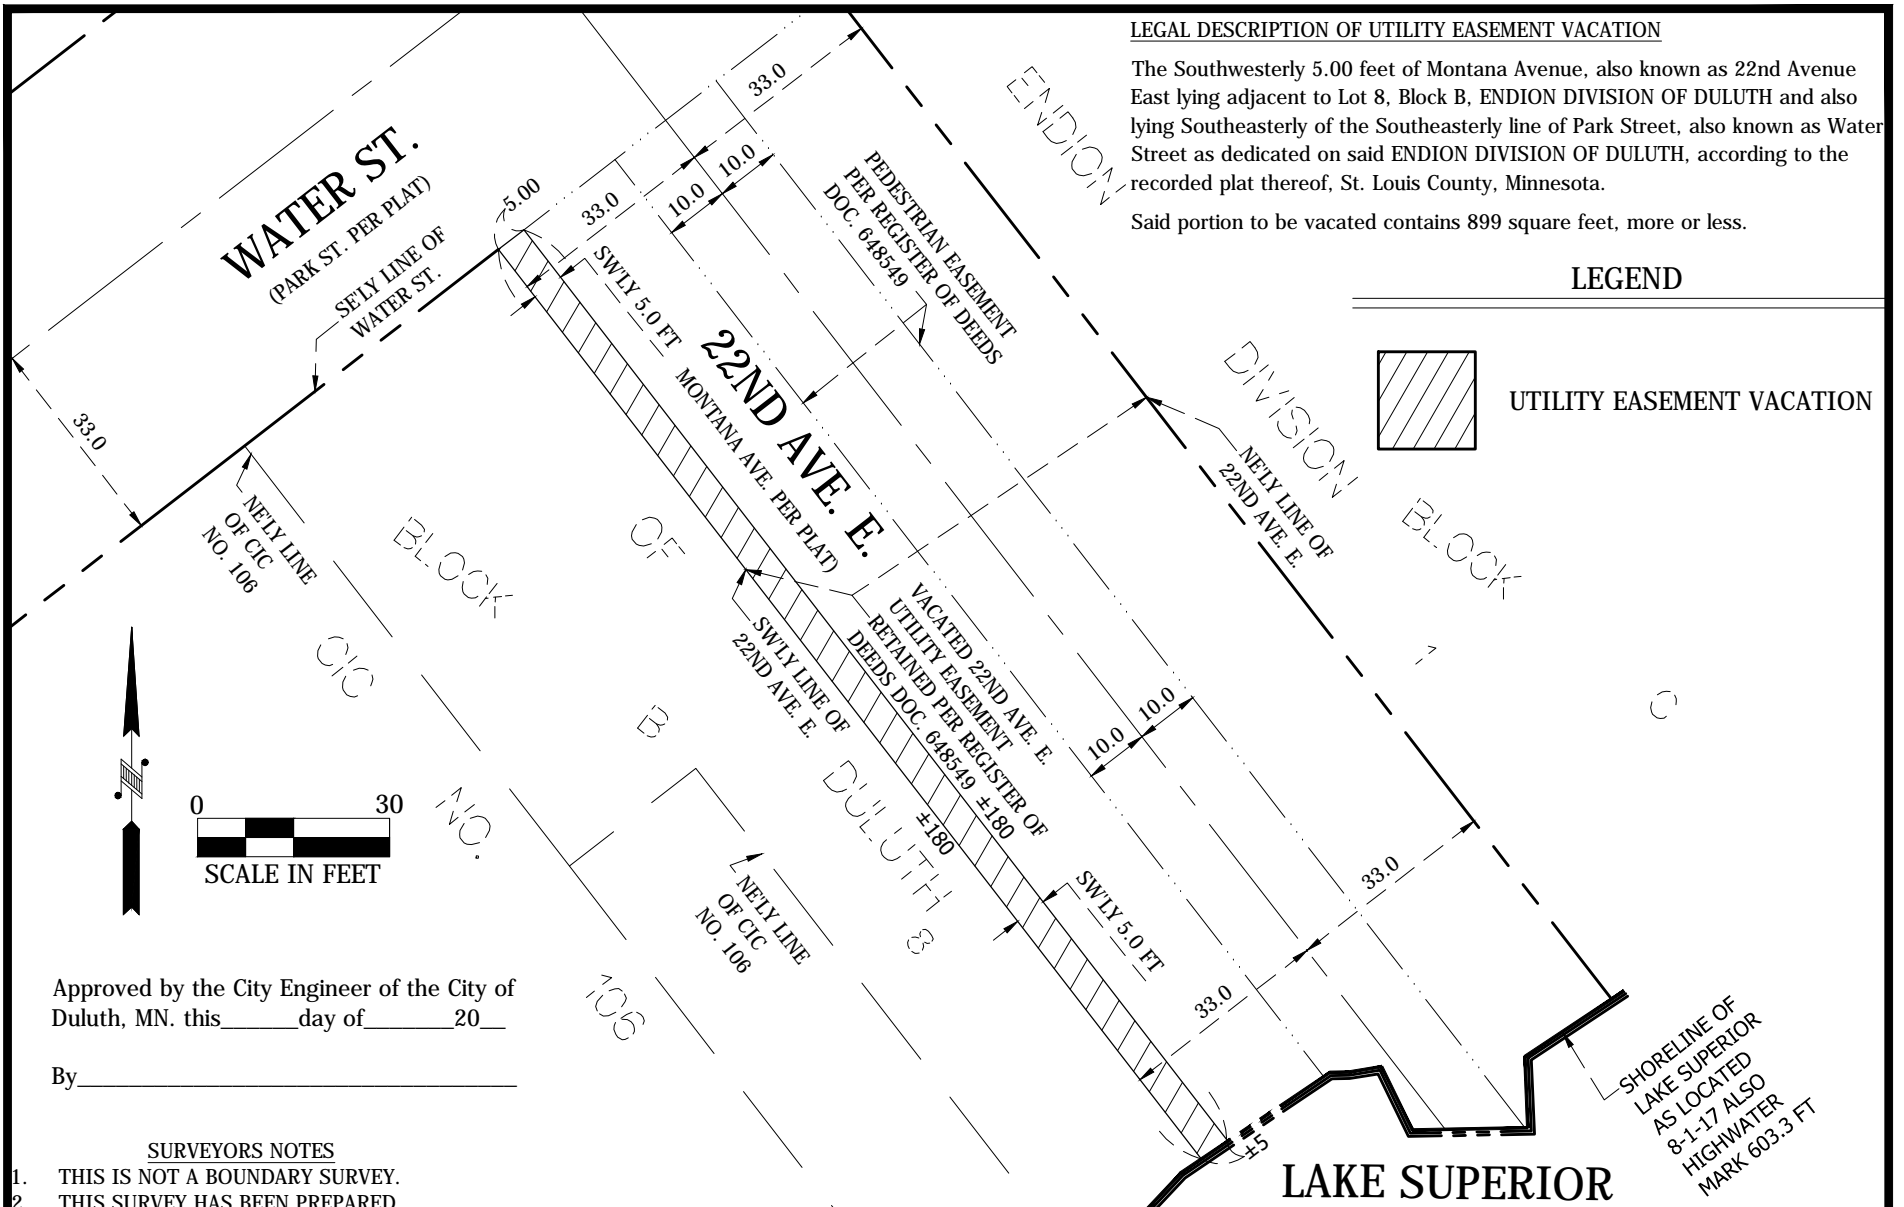 LEGAL DESCRIPTION OF UTILITY EASEMENT VACATION
The Southwesterly 5.00 feet of Montana Avenue, also known as 22nd Avenue
East lying adjacent to Lot 8, Block B, ENDION DIVISION OF DULUTH and also
lying Southeasterly of the Southeasterly line of Park Street, also known as Water
Street as dedicated on said ENDION DIVISION OF DULUTH, according to the
recorded plat thereof, St. Louis County, Minnesota.
Said portion to be vacated contains 899 square feet, more or less.
LEGEND
UTILITY EASEMENT VACATION
WATER ST.
(PARK ST. PER PLAT)
SE'LY LINE OF
WATER ST.
33.0
5.00
33.0
33.0
10.0
10.0
PEDESTRIAN EASEMENT
PER REGISTER OF DEEDS
DOC. 648549
SW'LY 5.0 FT
22ND AVE. E.
MONTANA AVE. PER PLAT)
ENDION
DIVISION
OF
DULUTH
BLOCK
B
8
BLOCK
1
C
NE'LY LINE OF
22ND AVE. E.
NE'LY LINE
OF CIC
NO. 106
CIC
NO.
106
SW'LY LINE OF
22ND AVE. E.
VACATED 22ND AVE. E.
UTILITY EASEMENT
RETAINED PER REGISTER OF
DEEDS DOC. 648549
±180
±180
10.0
10.0
NE'LY LINE
OF CIC
NO. 106
SW'LY 5.0 FT
33.0
33.0
±5
0 30
SCALE IN FEET
Approved by the City Engineer of the City of
Duluth, MN. this______day of_______20__
By__________________________________
SHORELINE OF
LAKE SUPERIOR
AS LOCATED
8-1-17 ALSO
HIGHWATER
MARK 603.3 FT
LAKE SUPERIOR
SURVEYORS NOTES
1. THIS IS NOT A BOUNDARY SURVEY.
2. THIS SURVEY HAS BEEN PREPARED